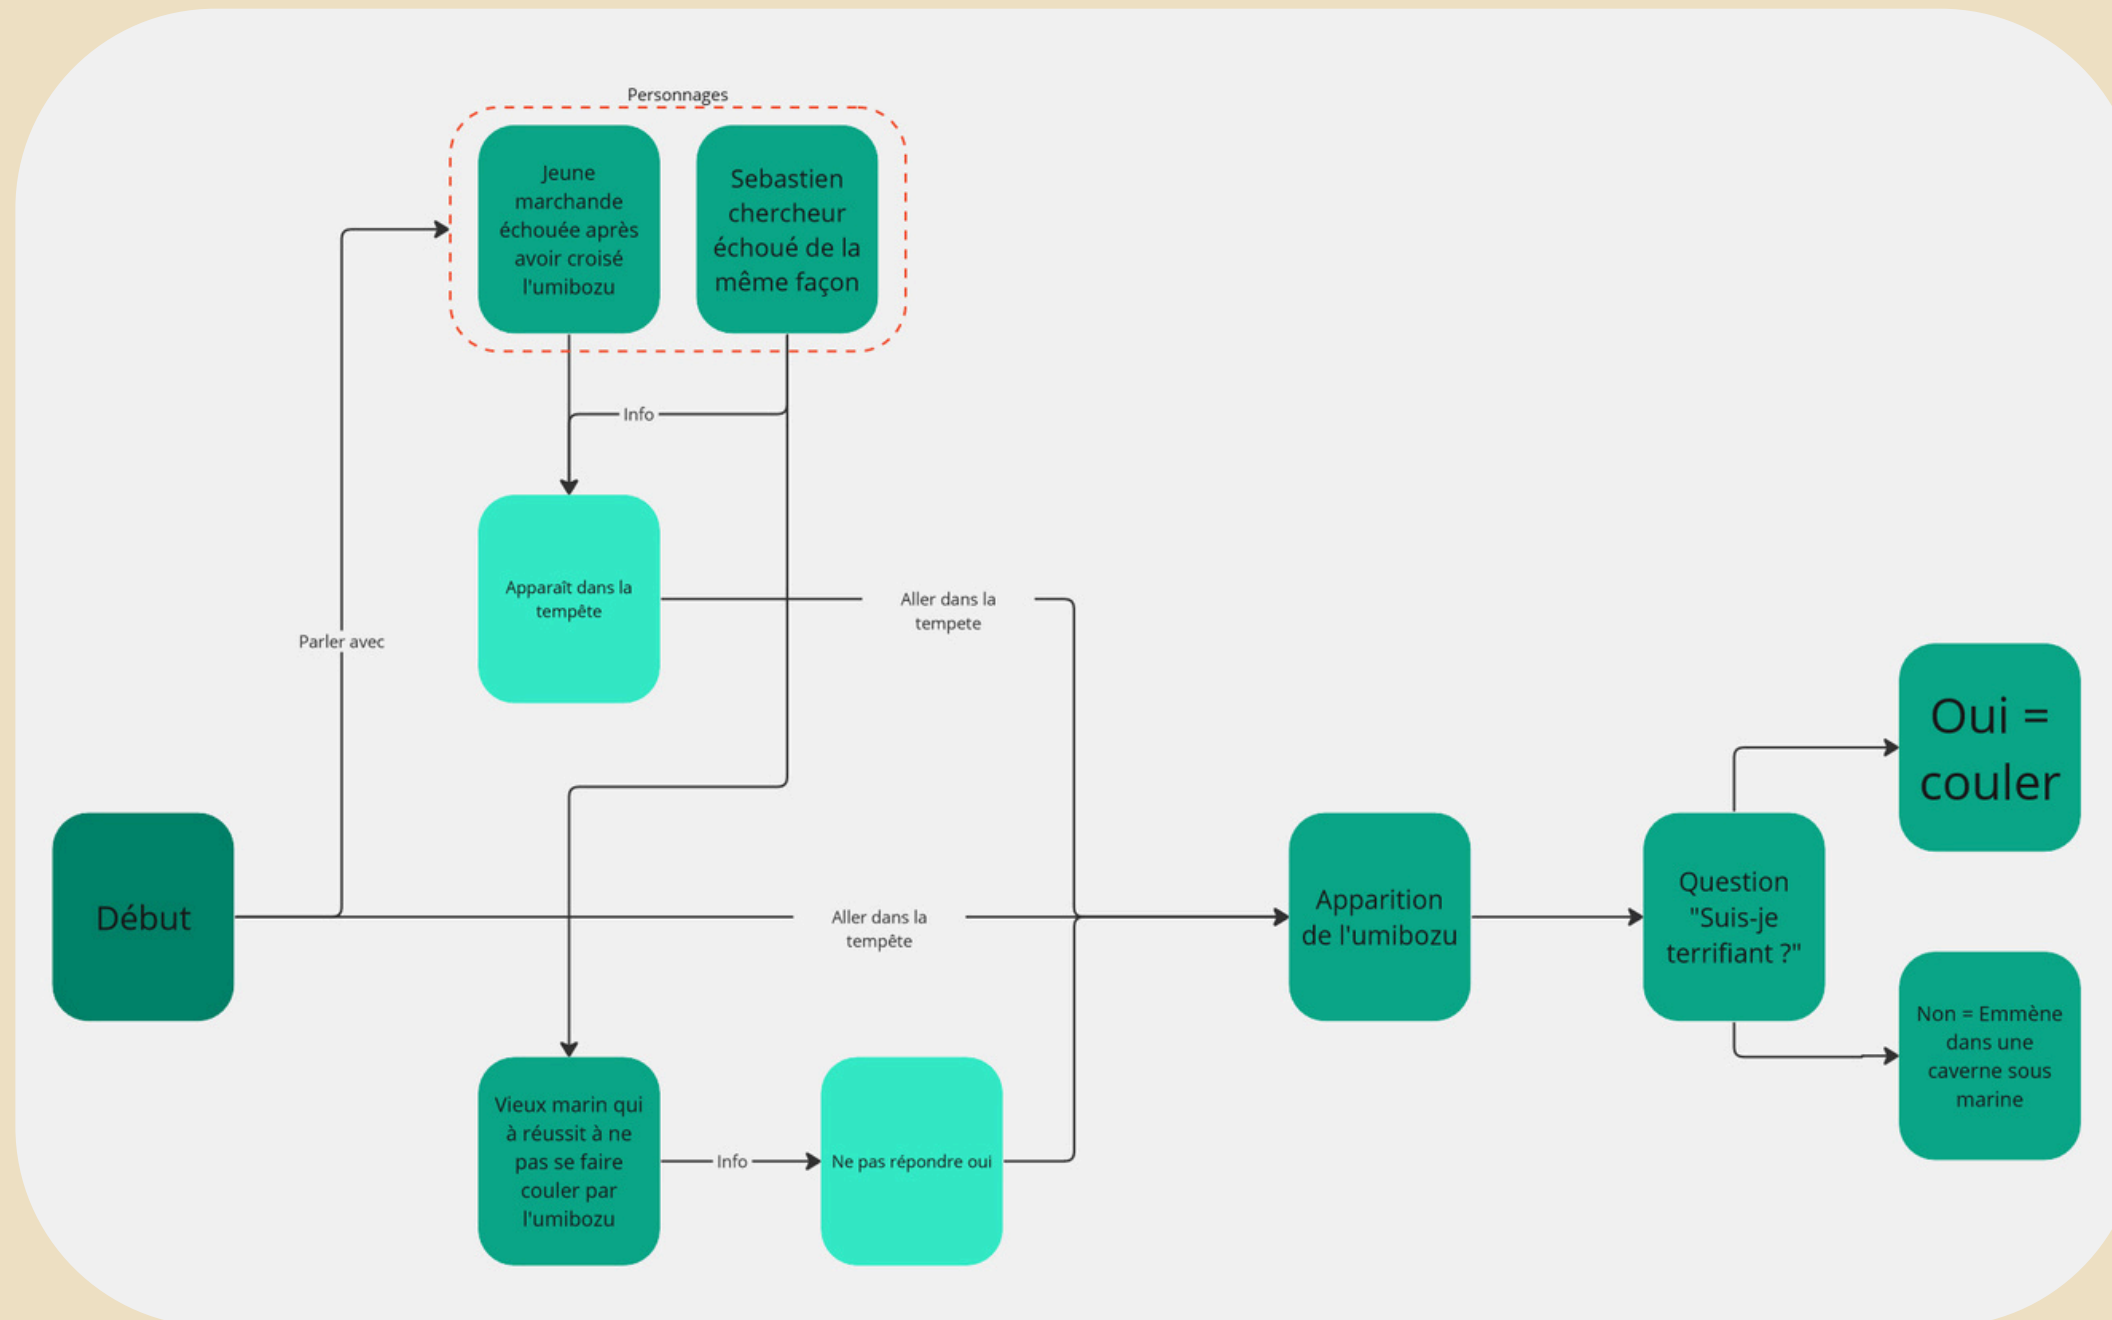 Personnages
Jeune
marchande
échouée après
avoir croisé
l'umibozu
Sebastien
chercheur
échoué de la
même façon
Info
Apparaît dans la
tempête
Aller dans la
tempete
Parler avec
Début
Aller dans la
tempête
Apparition
de l'umibozu
Question
"Suis-je
terrifiant ?"
Oui =
couler
Non = Emmène
dans une
caverne sous
marine
Vieux marin qui
à réussit à ne
pas se faire
couler par
l'umibozu
Info
Ne pas répondre oui